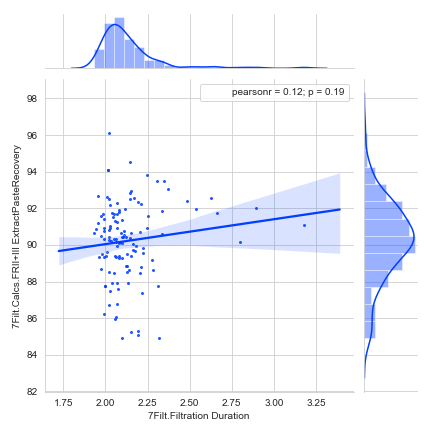 pearsonr = 0.12; p = 0.19
98
96
94
92
90
88
86
84
82
7Filt.Calcs.FRII+III ExtractPasteRecovery
1.75 2.00 2.25 2.50 2.75 3.00 3.25
7Filt.Filtration Duration